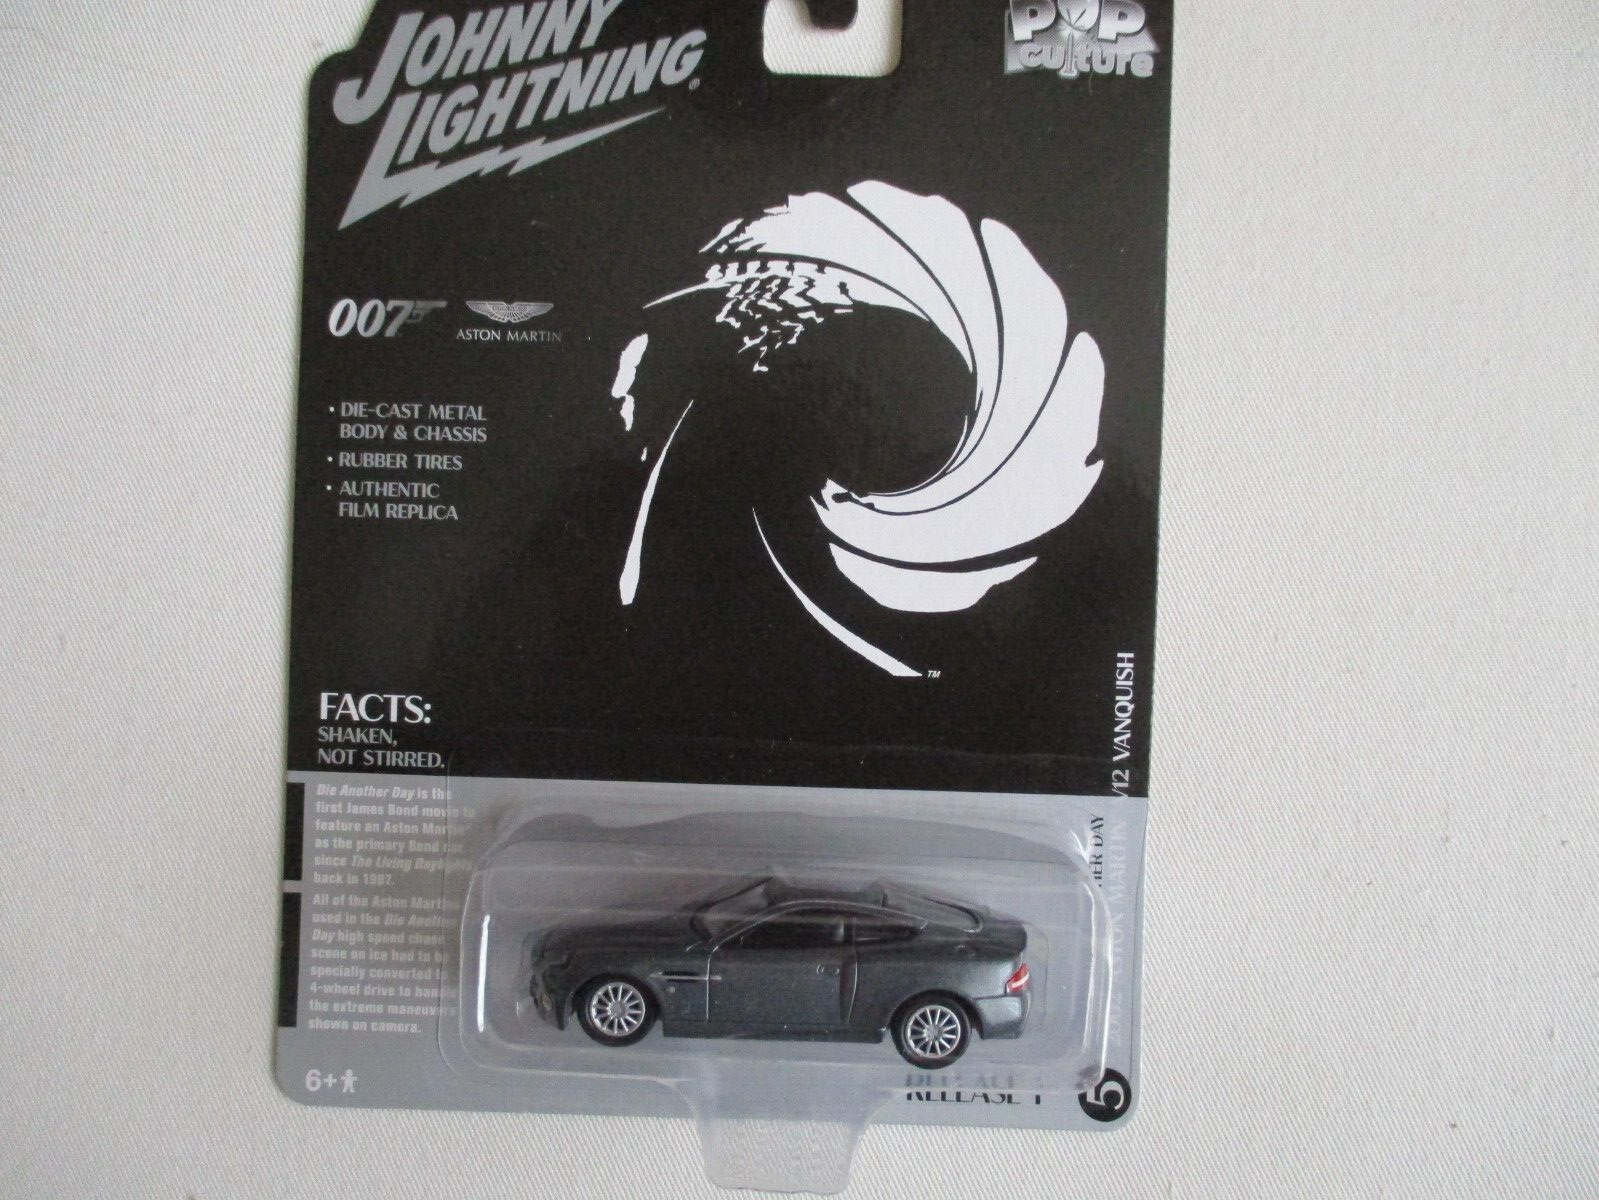 JOHNNY
LIGHTNING®
POP
culture
007
ASTON MARTIN
• DIE-CAST METAL
BODY & CHASSIS
• RUBBER TIRES
• AUTHENTIC
FILM REPLICA
TM
FACTS:
SHAKEN,
NOT STIRRED.
Die Another Day is the
first James Bond movie to
feature an Aston Martin
as the primary Bond car
since The Living Daylights
back in 1987.
All of the Aston Martins
used in the Die Another
Day high speed chase
scene on ice had to be
specially converted to
4-wheel drive to handle
the extreme maneuvers
shown on camera.
6+
RELEASE 1
5
HER DAY
ASTON MARTIN V12 VANQUISH